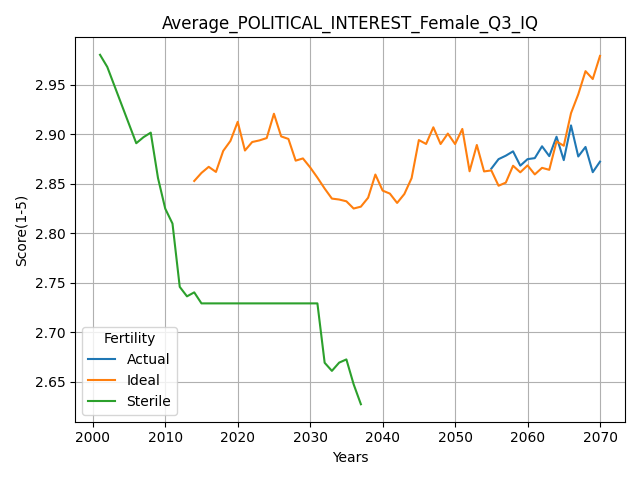 Average_POLITICAL_INTEREST_Female_Q3_IQ
Score(1-5)
2.95
2.90
2.85
2.80
2.75
2.70
2.65
Fertility
Actual
Ideal
Sterile
2000 2010 2020 2030 2040 2050 2060 2070
Years